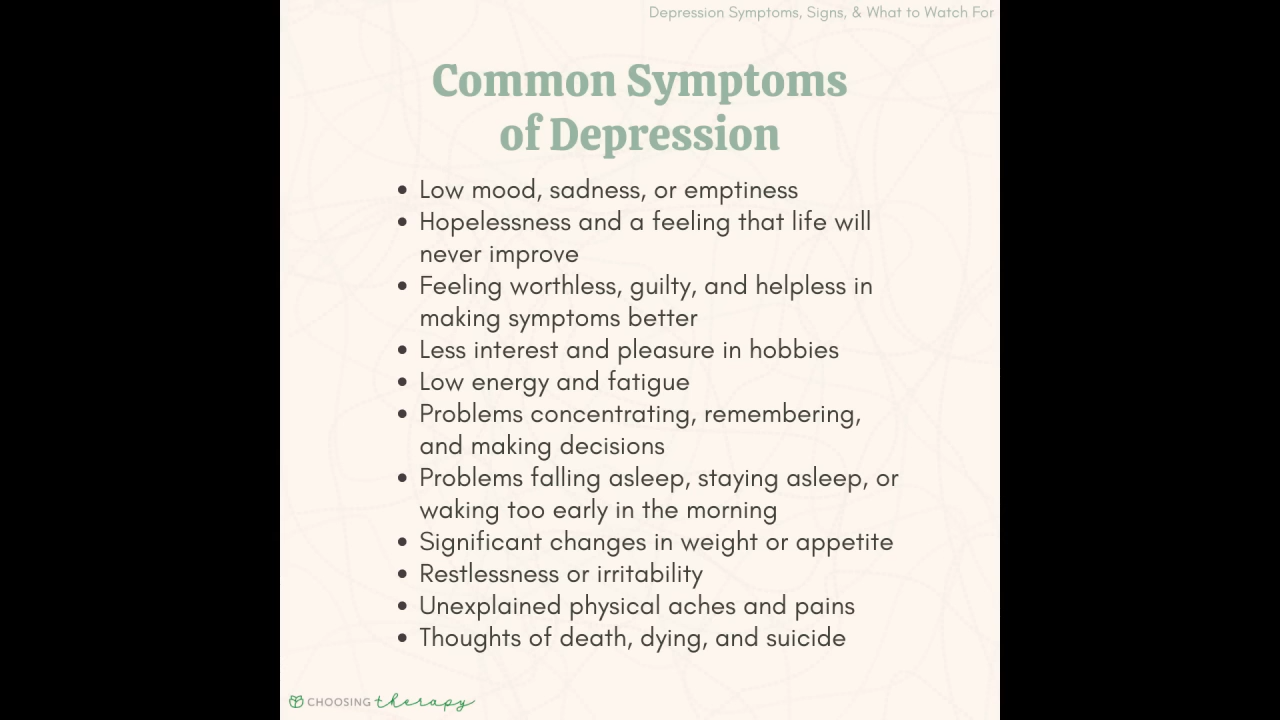 Depression Symptoms, Signs, & What to Watch For
Common Symptoms
of Depression
• Low mood, sadness, or emptiness
• Hopelessness and a feeling that life will
never improve
• Feeling worthless, guilty, and helpless in
making symptoms better
• Less interest and pleasure in hobbies
• Low energy and fatigue
• Problems concentrating, remembering,
and making decisions
• Problems falling asleep, staying asleep, or
waking too early in the morning
• Significant changes in weight or appetite
• Restlessness or irritability
• Unexplained physical aches and pains
• Thoughts of death, dying, and suicide
CHOOSING therapy